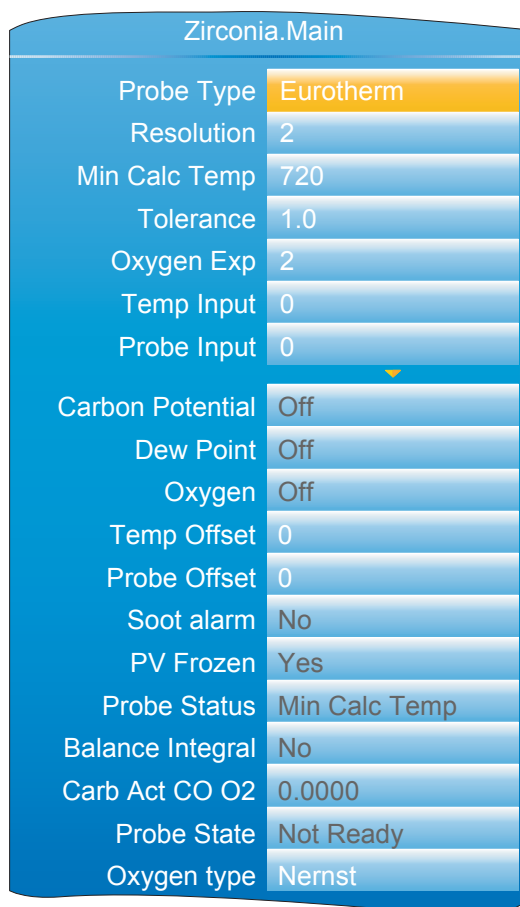 Zirconia.Main
Probe Type Eurotherm
Resolution 2
Min Calc Temp 720
Tolerance 1.0
Oxygen Exp 2
Temp Input 0
Probe Input 0
Carbon Potential Off
Dew Point Off
Oxygen Off
Temp Offset 0
Probe Offset 0
Soot alarm No
PV Frozen Yes
Probe Status Min Calc Temp
Balance Integral No
Carb Act CO O2 0.0000
Probe State Not Ready
Oxygen type Nernst